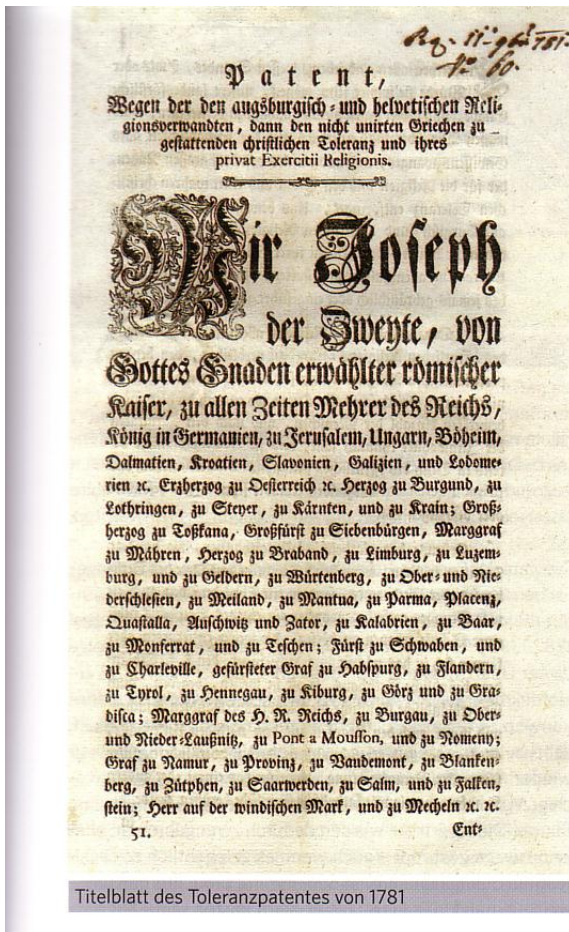 Patent,
Wegen der den augsburgisch- und helvetischen Reli-
gionsverwandten, dann den nicht unirten Griechen zu
gestattenden christlichen Toleranz und ihres
privat Exercitii Religionis.
Wir Joseph
der Zweyte, von
Gottes Gnaden erwählter römischer
Kaiser, zu allen Zeiten Mehrer des Reichs,
König in Germanien, zu Jerusalem, Ungarn, Böheim,
Dalmatien, Kroatien, Slavonien, Galizien, und Lodome-
rien ꝛc. Erzherzog zu Oesterreich ꝛc. Herzog zu Burgund, zu
Lothringen, zu Steyer, zu Kärnten, und zu Krain; Groß-
herzog zu Toßkana, Großfürst zu Siebenbürgen, Marggraf
zu Mähren, Herzog zu Braband, zu Limburg, zu Luzem-
burg, und zu Geldern, zu Würtenberg, zu Ober- und Nie-
derschlesien, zu Meiland, zu Mantua, zu Parma, Placenz,
Quastalla, Auschwitz und Zator, zu Kalabrien, zu Baar,
zu Monferrat, und zu Teschen; Fürst zu Schwaben, und
zu Charleville, gefürsteter Graf zu Habspurg, zu Flandern,
zu Tyrol, zu Hennegau, zu Kiburg, zu Görz und zu Gra-
disca; Marggraf des H. R. Reichs, zu Burgau, zu Ober-
und Nieder-Laußnitz, zu Pont a Mousson, und zu Nomeny;
Graf zu Namur, zu Provinz, zu Vaudemont, zu Blanken-
berg, zu Zütphen, zu Saarwerden, zu Salm, und zu Falken,
stein; Herr auf der windischen Mark, und zu Mecheln ꝛc. ꝛc.
51. Ent-
Titelblatt des Toleranzpatentes von 1781